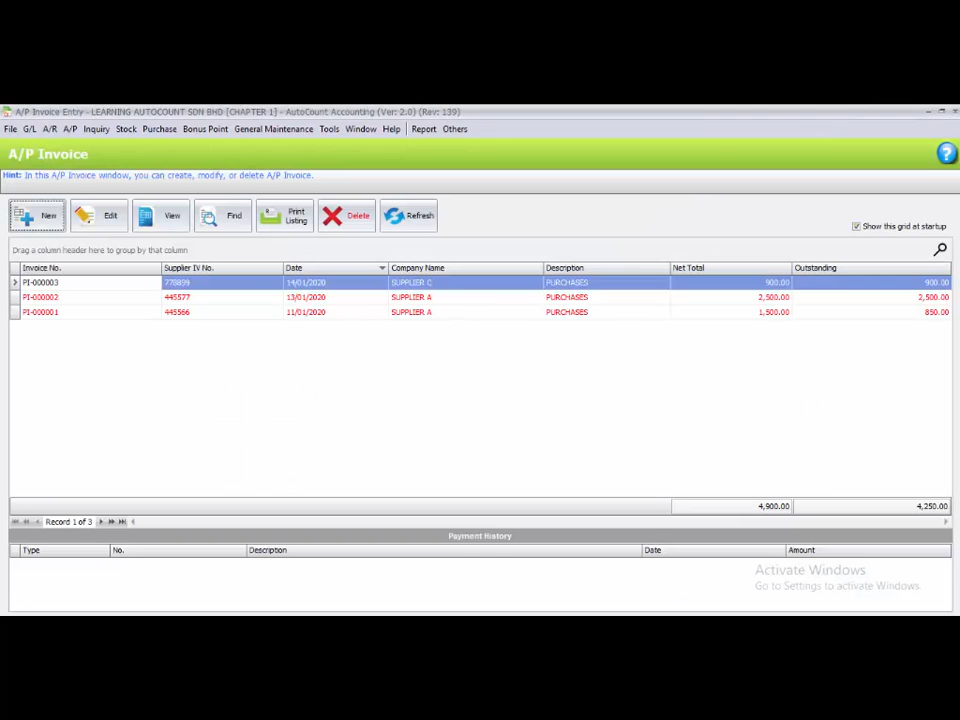 A/P Invoice Entry - LEARNING AUTOCOUNT SDN BHD [CHAPTER 1] - AutoCount Accounting (Ver: 2.0) (Rev: 139)
File G/L A/R A/P Inquiry Stock Purchase Bonus Point General Maintenance Tools Window Help Report Others
A/P Invoice
Hint: In this A/P Invoice window, you can create, modify, or delete A/P Invoice.
New Edit View Find Print Listing Delete Refresh
Show this grid at startup
Drag a column header here to group by that column
Invoice No. Supplier IV No. Date Company Name Description Net Total Outstanding
PI-000003 778899 14/01/2020 SUPPLIER C PURCHASES 900.00 900.00
PI-000002 445577 13/01/2020 SUPPLIER A PURCHASES 2,500.00 2,500.00
PI-000001 445566 11/01/2020 SUPPLIER A PURCHASES 1,500.00 850.00
4,900.00 4,250.00
Record 1 of 3
Payment History
Type No. Description Date Amount
Activate Windows
Go to Settings to activate Windows.